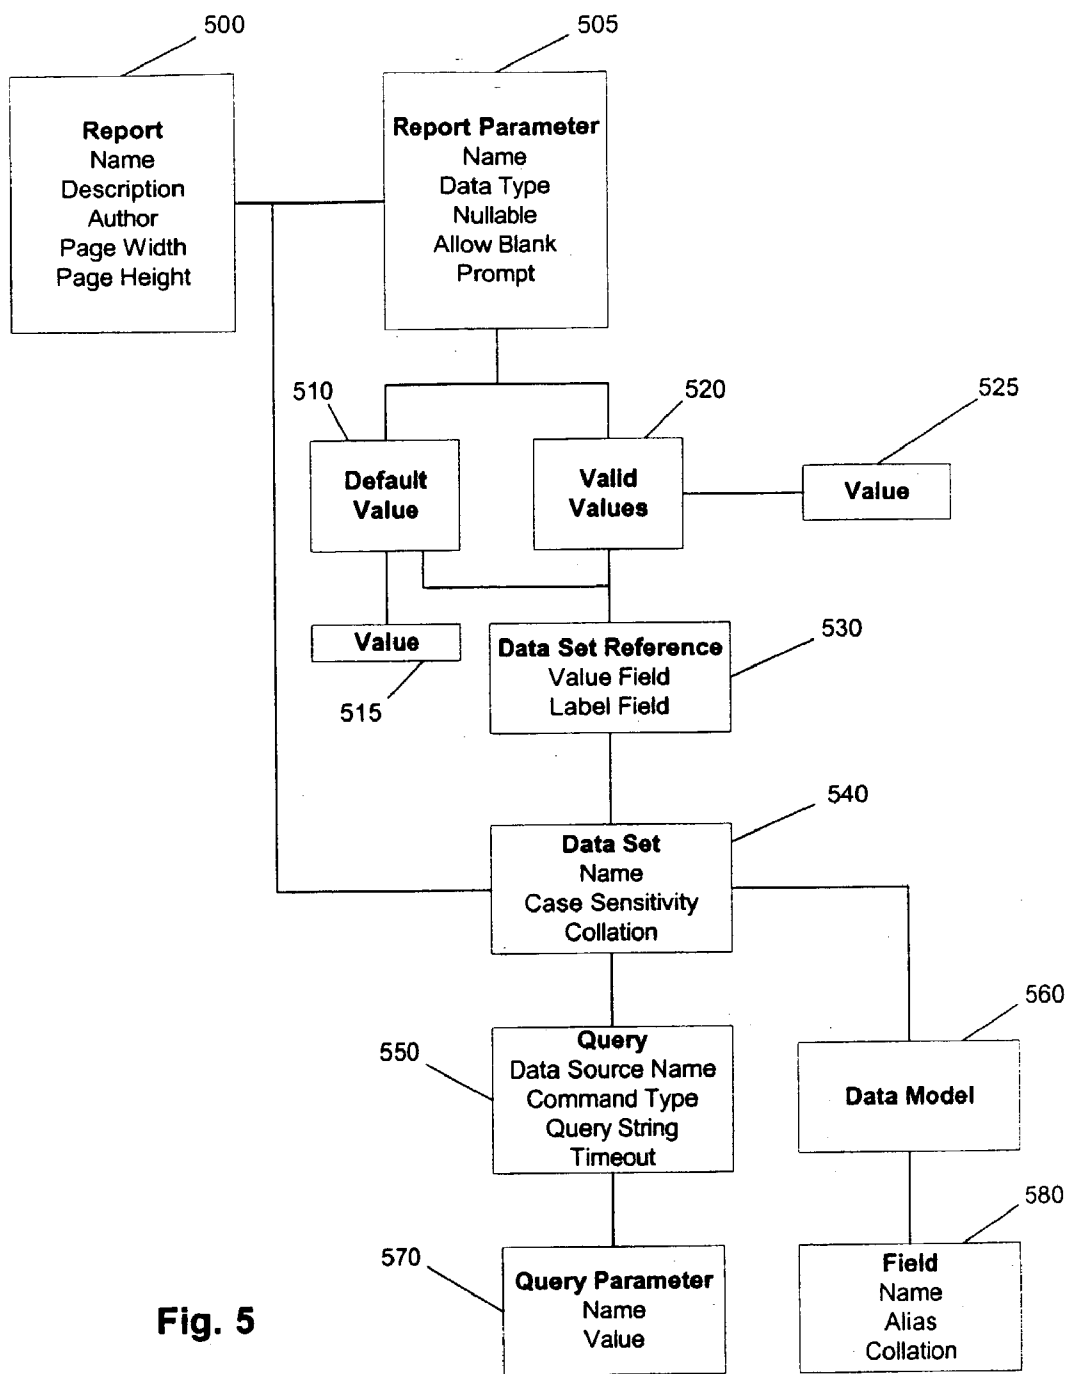 500
505
Report
Name
Description
Author
Page Width
Page Height
Report Parameter
Name
Data Type
Nullable
Allow Blank
Prompt
510
520
525
Default
Value
Valid
Values
Value
Value
515
Data Set Reference
Value Field
Label Field
530
540
Data Set
Name
Case Sensitivity
Collation
550
Query
Data Source Name
Command Type
Query String
Timeout
560
Data Model
570
Query Parameter
Name
Value
580
Field
Name
Alias
Collation
Fig. 5